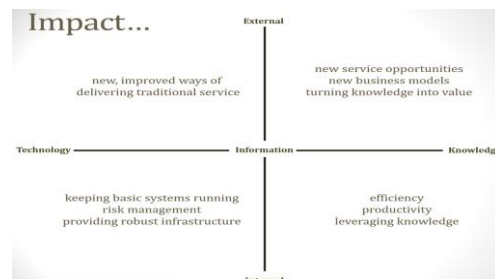 Impact...
External
new, improved ways of
delivering traditional service
new service opportunities
new business models
turning knowledge into value
Technology
Information
Knowledg
keeping basic systems running
risk management
providing robust infrastructure
efficiency
productivity
leveraging knowledge